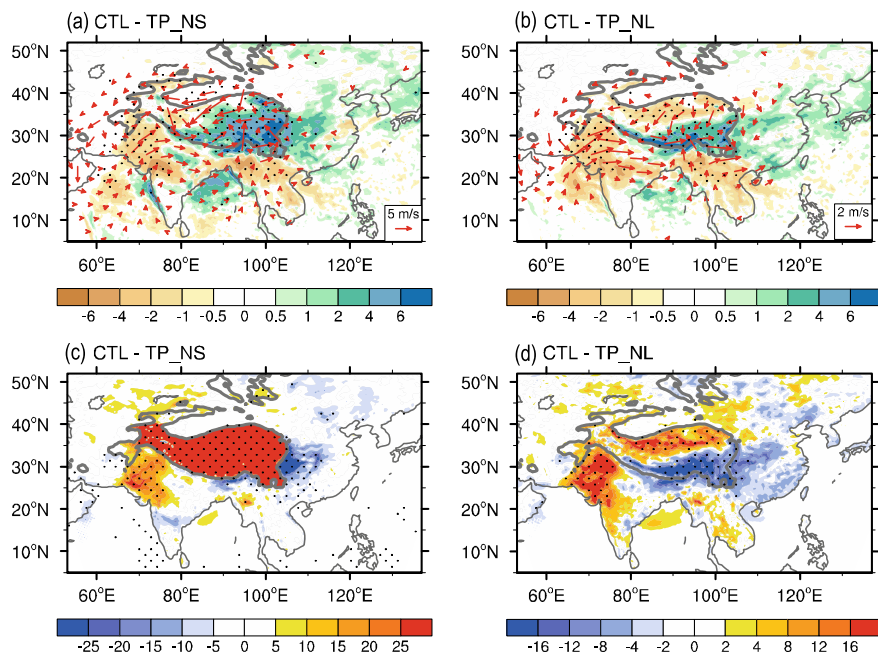 (a) CTL - TP_NS
(b) CTL - TP_NL
50°N
40°N
30°N
20°N
10°N
5 m/s
60°E 80°E 100°E 120°E
50°N
40°N
30°N
20°N
10°N
2 m/s
60°E 80°E 100°E 120°E
-6 -4 -2 -1 -0.5 0 0.5 1 2 4 6
-6 -4 -2 -1 -0.5 0 0.5 1 2 4 6
(c) CTL - TP_NS
(d) CTL - TP_NL
50°N
40°N
30°N
20°N
10°N
60°E 80°E 100°E 120°E
50°N
40°N
30°N
20°N
10°N
60°E 80°E 100°E 120°E
-25 -20 -15 -10 -5 0 5 10 15 20 25
-16 -12 -8 -4 -2 0 2 4 8 12 16